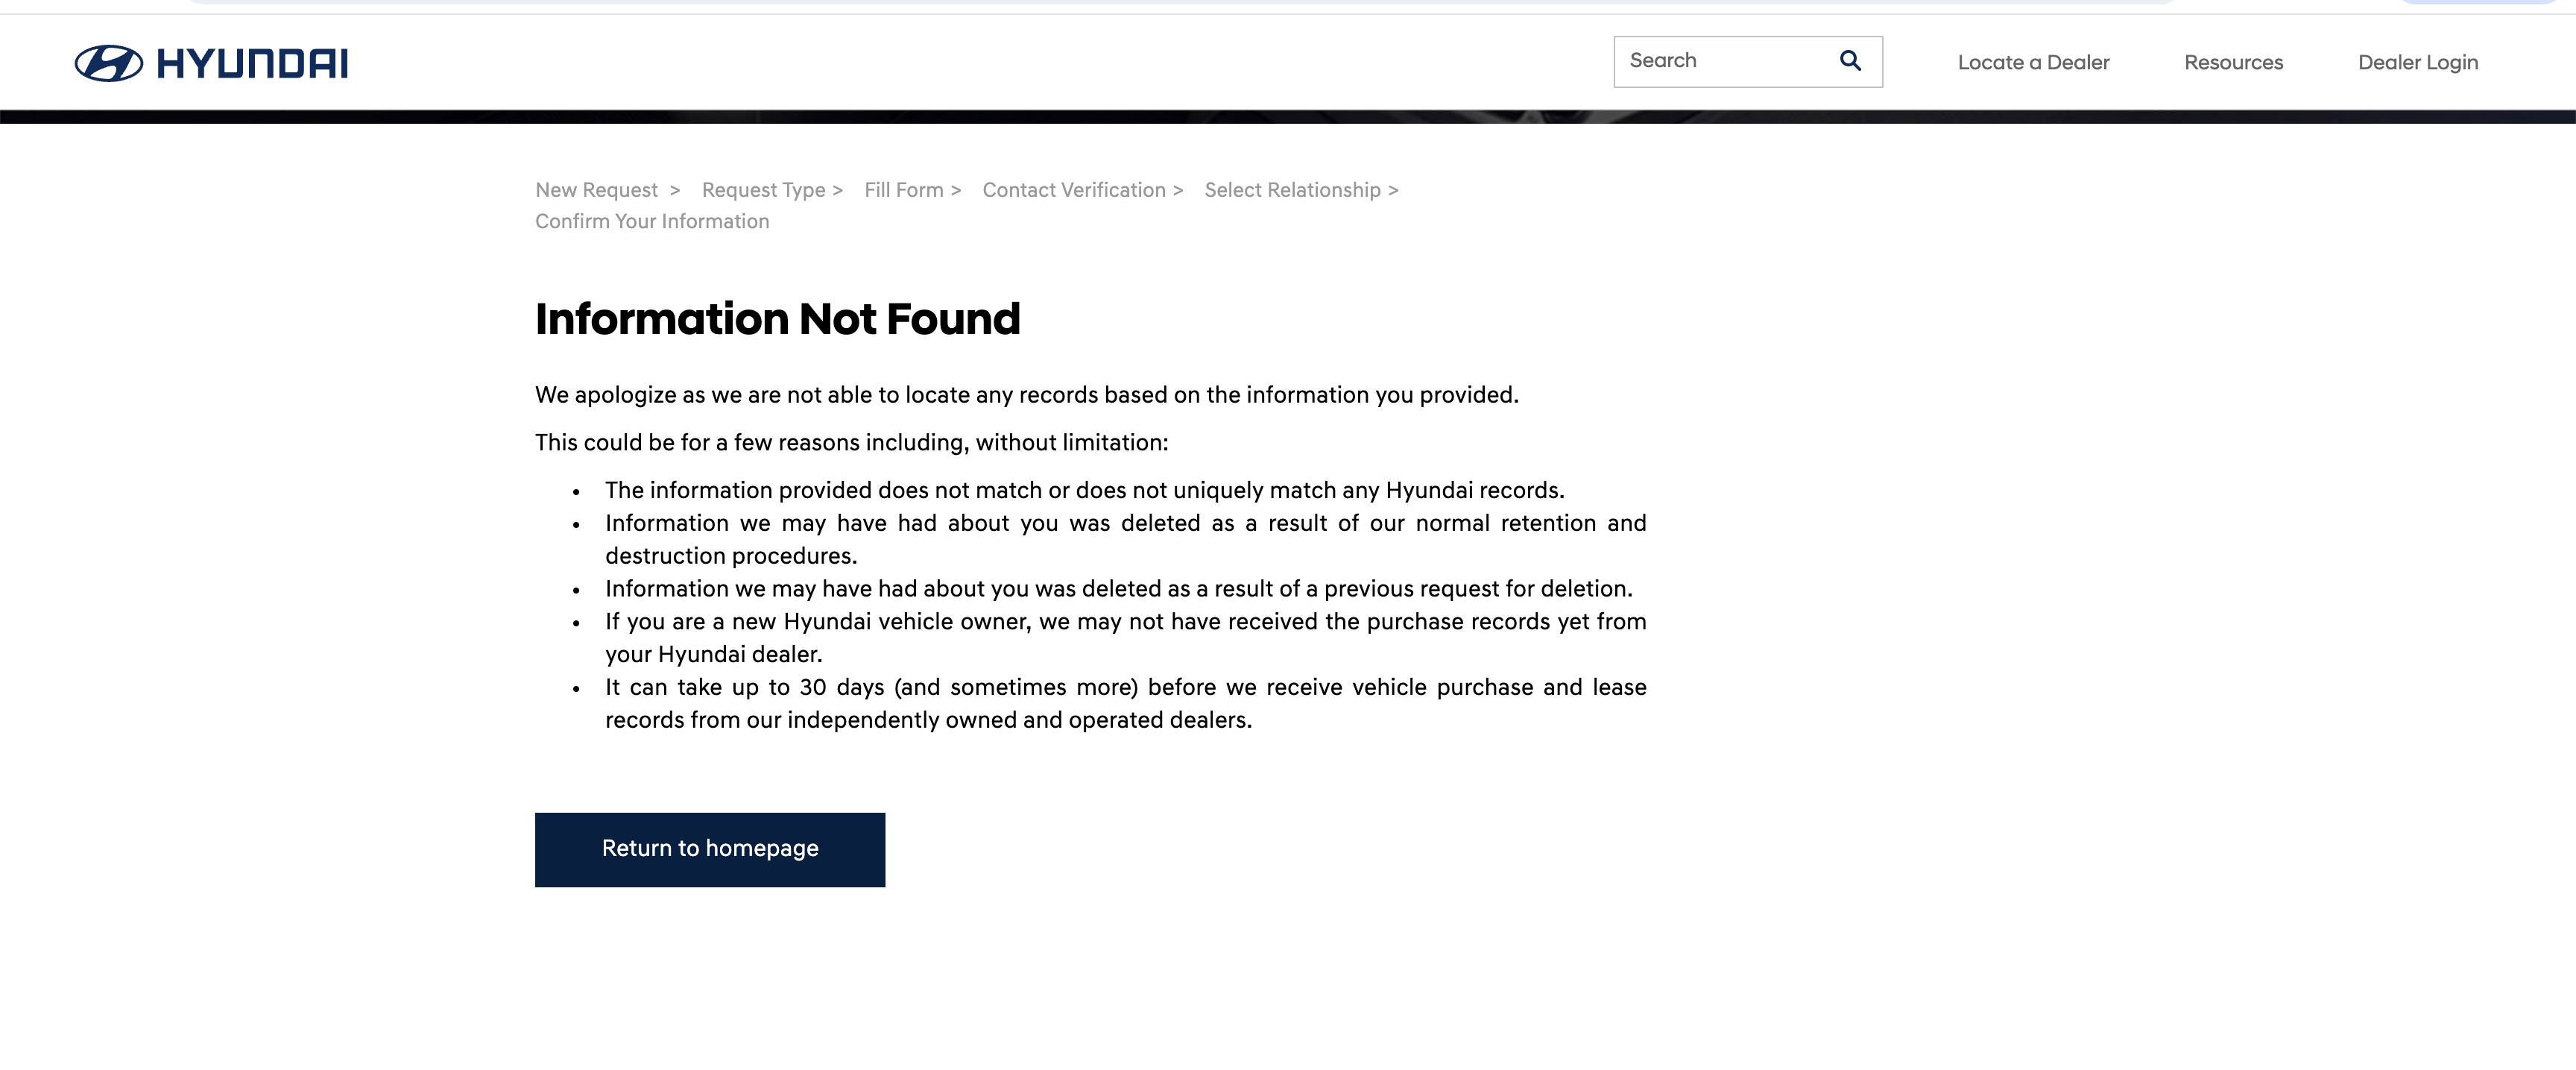 HYUNDAI
Search
Locate a Dealer
Resources
Dealer Login
New Request > Request Type > Fill Form > Contact Verification > Select Relationship >
Confirm Your Information
Information Not Found
We apologize as we are not able to locate any records based on the information you provided.
This could be for a few reasons including, without limitation:
• The information provided does not match or does not uniquely match any Hyundai records.
• Information we may have had about you was deleted as a result of our normal retention and
destruction procedures.
• Information we may have had about you was deleted as a result of a previous request for deletion.
• If you are a new Hyundai vehicle owner, we may not have received the purchase records yet from
your Hyundai dealer.
• It can take up to 30 days (and sometimes more) before we receive vehicle purchase and lease
records from our independently owned and operated dealers.
Return to homepage